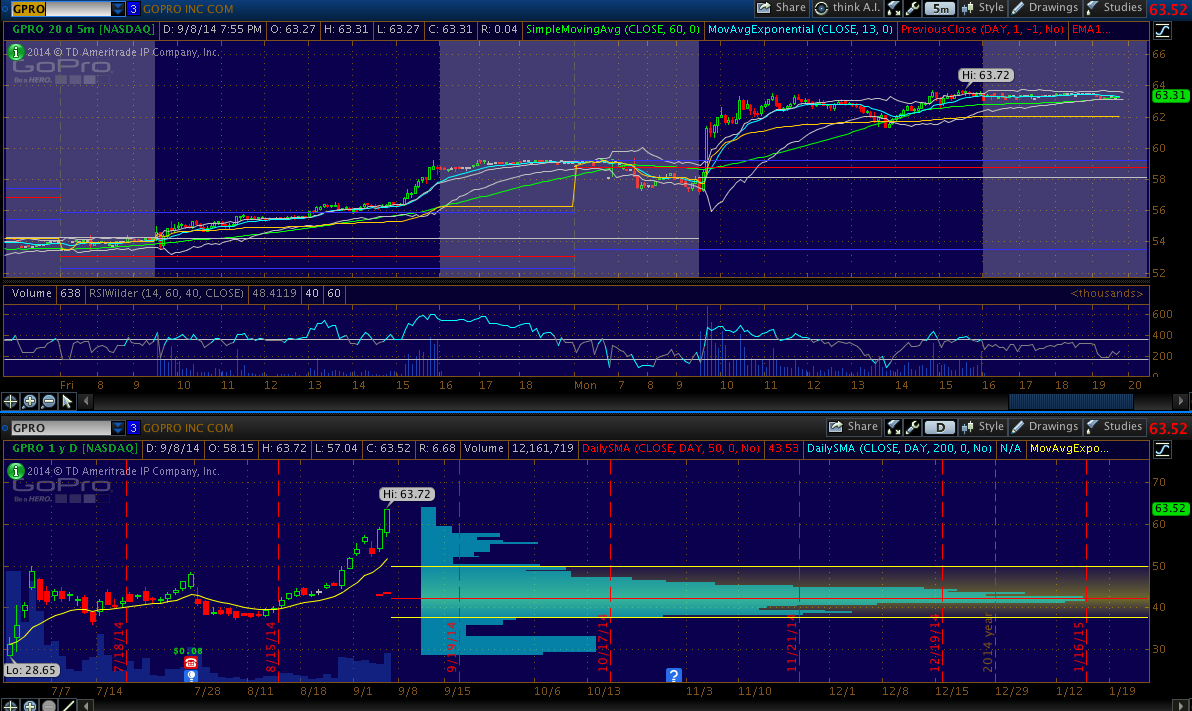 GPRO 3 GOPRO INC COM Share think A.I. 5m Style Drawings Studies 63.52
GPRO 20 d 5m [NASDAQ] D: 9/8/14 7:55 PM O: 63.27 H: 63.31 L: 63.27 C: 63.31 R: 0.04 SimpleMovingAvg (CLOSE, 60, 0) MovAvgExponential (CLOSE, 13, 0) PreviousClose (DAY, 1, -1, No) EMA1...
2014 © TD Ameritrade IP Company, Inc.
GoPro
Be a HERO.
Hi: 63.72
66
64
63.31
62
60
58
56
54
52
Volume 638 RSIWilder (14, 60, 40, CLOSE) 48.4119 40 60 <thousands>
600
400
200
0
Fri 8 9 10 11 12 13 14 15 16 17 18 Mon 7 8 9 10 11 12 13 14 15 16 17 18 19 20
GPRO 3 GOPRO INC COM Share D Style Drawings Studies 63.52
GPRO 1 y D [NASDAQ] D: 9/8/14 O: 58.15 H: 63.72 L: 57.04 C: 63.52 R: 6.68 Volume 12,161,719 DailySMA (CLOSE, DAY, 50, 0, No) 43.53 DailySMA (CLOSE, DAY, 200, 0, No) N/A MovAvgExpo...
2014 © TD Ameritrade IP Company, Inc.
GoPro
Be a HERO.
Hi: 63.72
70
63.52
60
50
40
30
7/18/14
8/15/14
9/19/14
10/17/14
11/21/14
12/19/14
2014 year
1/16/15
$0.08
Lo: 28.65
?
7/7 7/14 7/28 8/11 8/18 9/1 9/8 9/15 10/6 10/13 11/3 11/10 12/1 12/8 12/15 12/29 1/12 1/19